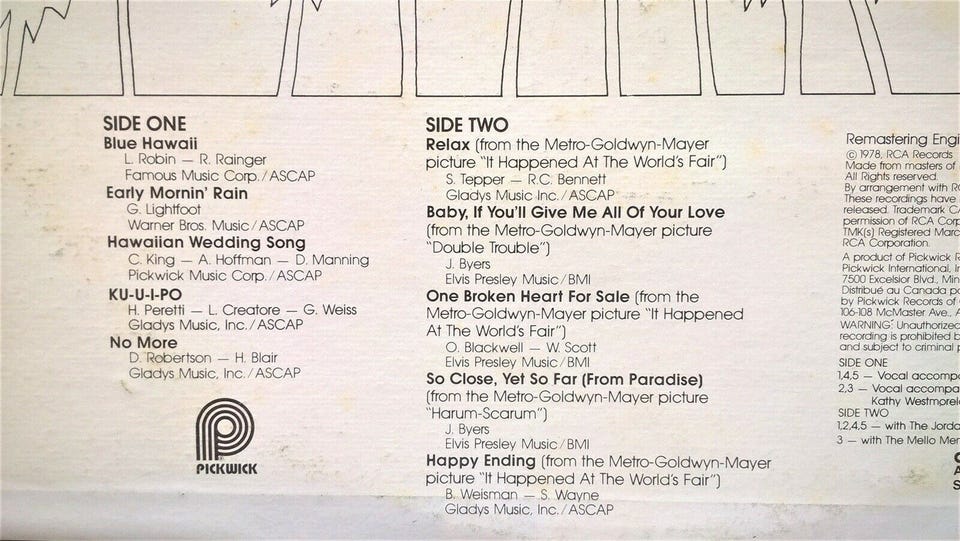 SIDE ONE
Blue Hawaii
L. Robin — R. Rainger
Famous Music Corp./ASCAP
Early Mornin' Rain
G. Lightfoot
Warner Bros. Music/ASCAP
Hawaiian Wedding Song
C. King — A. Hoffman — D. Manning
Pickwick Music Corp./ASCAP
KU-U-I-PO
H. Peretti — L. Creatore — G. Weiss
Gladys Music, Inc./ASCAP
No More
D. Robertson — H. Blair
Gladys Music, Inc./ASCAP
PICKWICK
SIDE TWO
Relax (from the Metro-Goldwyn-Mayer
picture "It Happened At The World's Fair")
S. Tepper — R.C. Bennett
Gladys Music Inc./ASCAP
Baby, If You'll Give Me All Of Your Love
(from the Metro-Goldwyn-Mayer picture
"Double Trouble")
J. Byers
Elvis Presley Music/BMI
One Broken Heart For Sale (from the
Metro-Goldwyn-Mayer picture "It Happened
At The World's Fair")
O. Blackwell — W. Scott
Elvis Presley Music/BMI
So Close, Yet So Far (From Paradise)
(from the Metro-Goldwyn-Mayer picture
"Harum-Scarum")
J. Byers
Elvis Presley Music/BMI
Happy Ending (from the Metro-Goldwyn-Mayer
picture "It Happened At The World's Fair")
B. Weisman — S. Wayne
Gladys Music, Inc./ASCAP
Remastering Engi
© 1978, RCA Records
Made from masters of
All Rights reserved.
By arrangement with RC
These recordings have
released. Trademark CA
permission of RCA Corp
TMK(s) Registered Marc
RCA Corporation.
A product of Pickwick R
Pickwick International, In
7500 Excelsior Blvd., Min
Distribué au Canada pa
by Pickwick Records of
106-108 McMaster Ave., A
WARNING: Unauthorized
recording is prohibited b
and subject to criminal p
SIDE ONE
1,4,5 — Vocal accompa
2,3 — Vocal accompa
Kathy Westmorel
SIDE TWO
1,2,4,5 — with The Jorda
3 — with The Mello Men